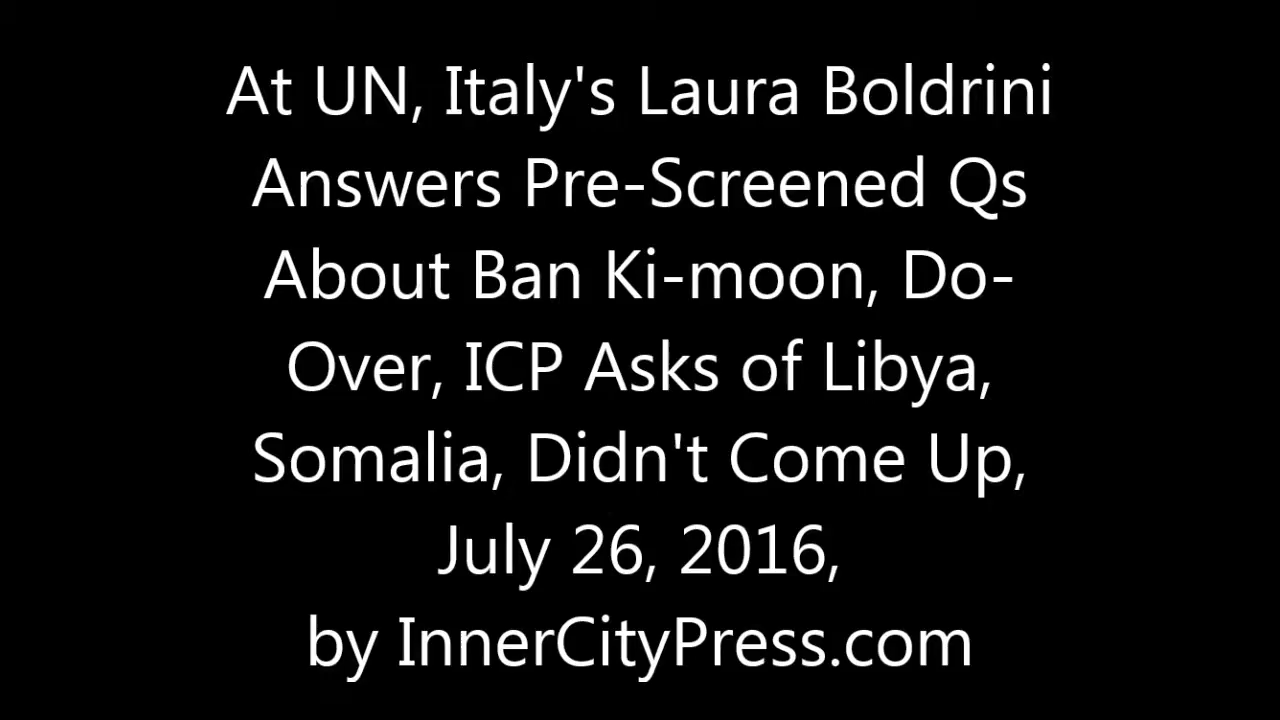 At UN, Italy's Laura Boldrini
Answers Pre-Screened Qs
About Ban Ki-moon, Do-
Over, ICP Asks of Libya,
Somalia, Didn't Come Up,
July 26, 2016,
by InnerCityPress.com